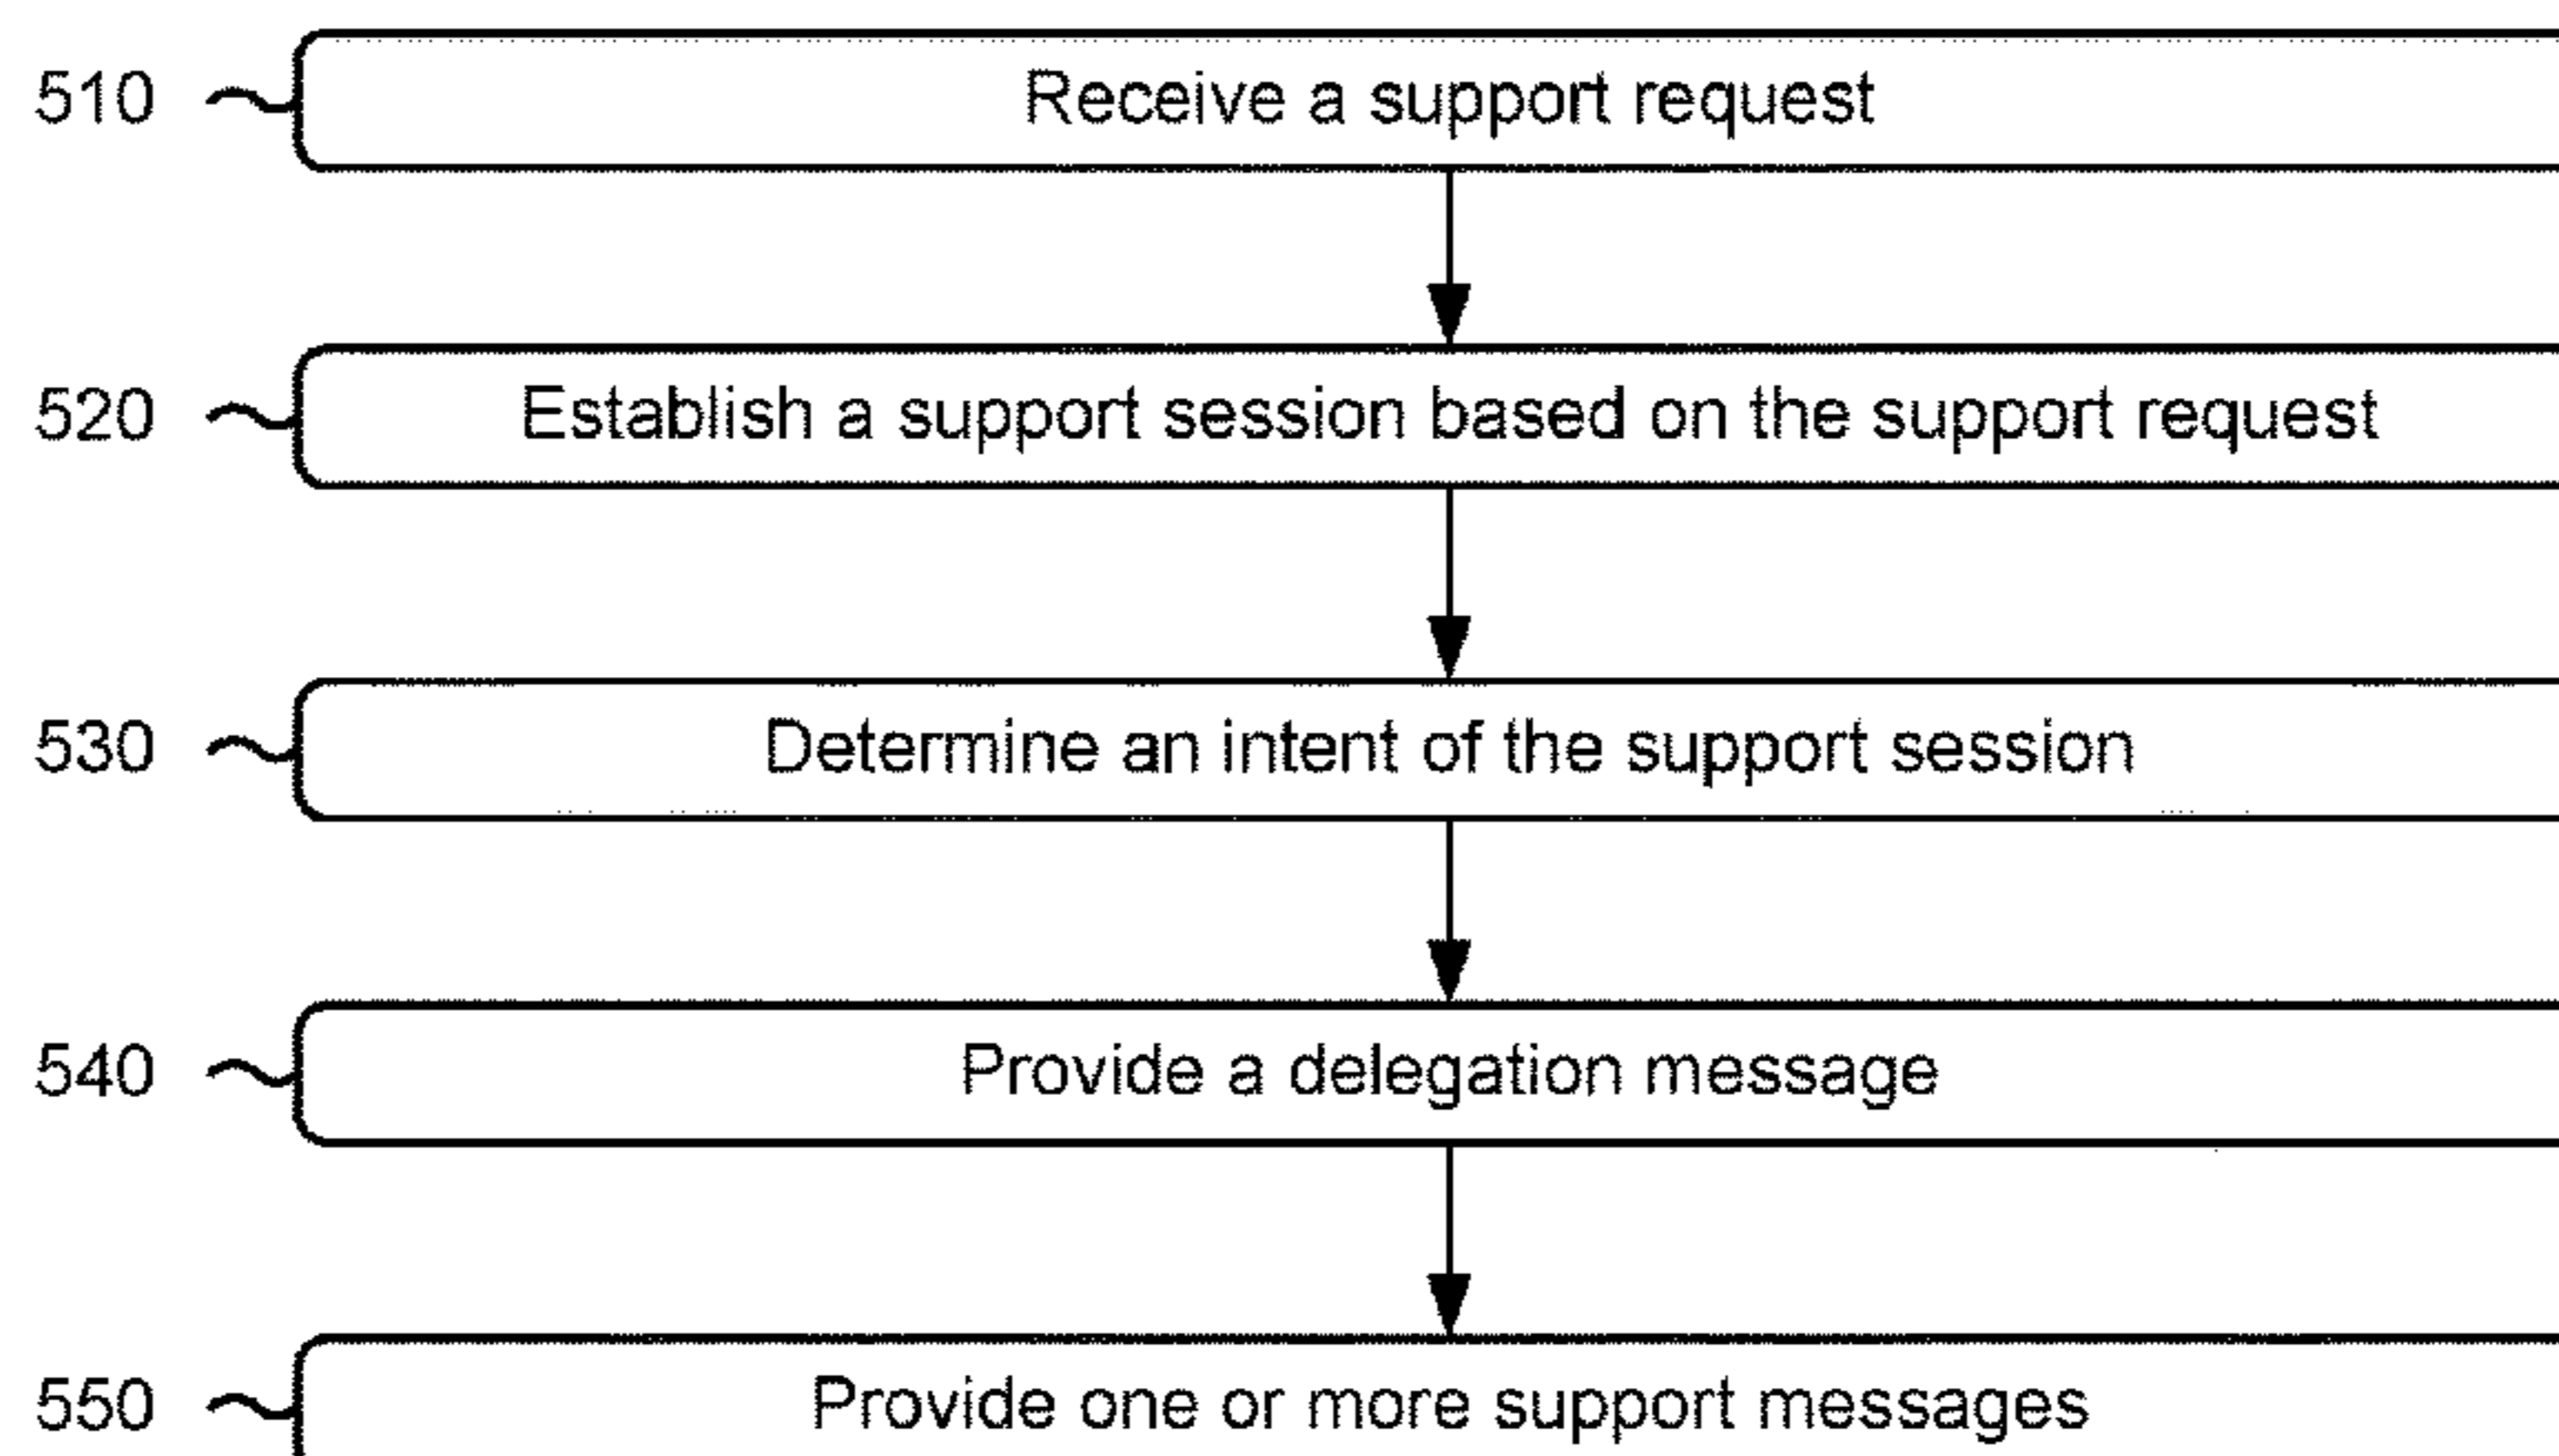 510 Receive a support request
520 Establish a support session based on the support request
530 Determine an intent of the support session
540 Provide a delegation message
550 Provide one or more support messages